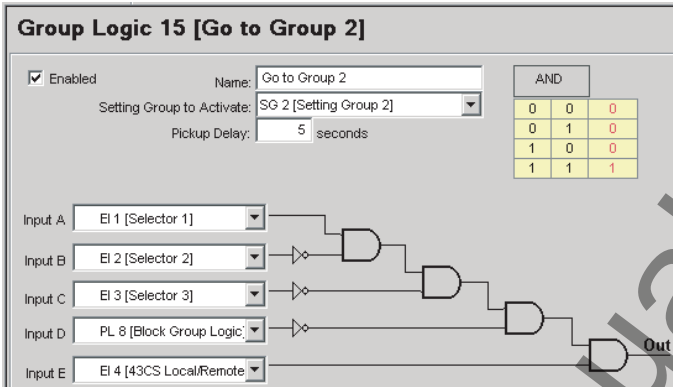 Group Logic 15 [Go to Group 2]
Enabled
Name: Go to Group 2
Setting Group to Activate: SG 2 [Setting Group 2]
Pickup Delay: 5 seconds
AND
0 0 0
0 1 0
1 0 0
1 1 1
Input A EI 1 [Selector 1]
Input B EI 2 [Selector 2]
Input C EI 3 [Selector 3]
Input D PL 8 [Block Group Logic]
Input E EI 4 [43CS Local/Remote
Out